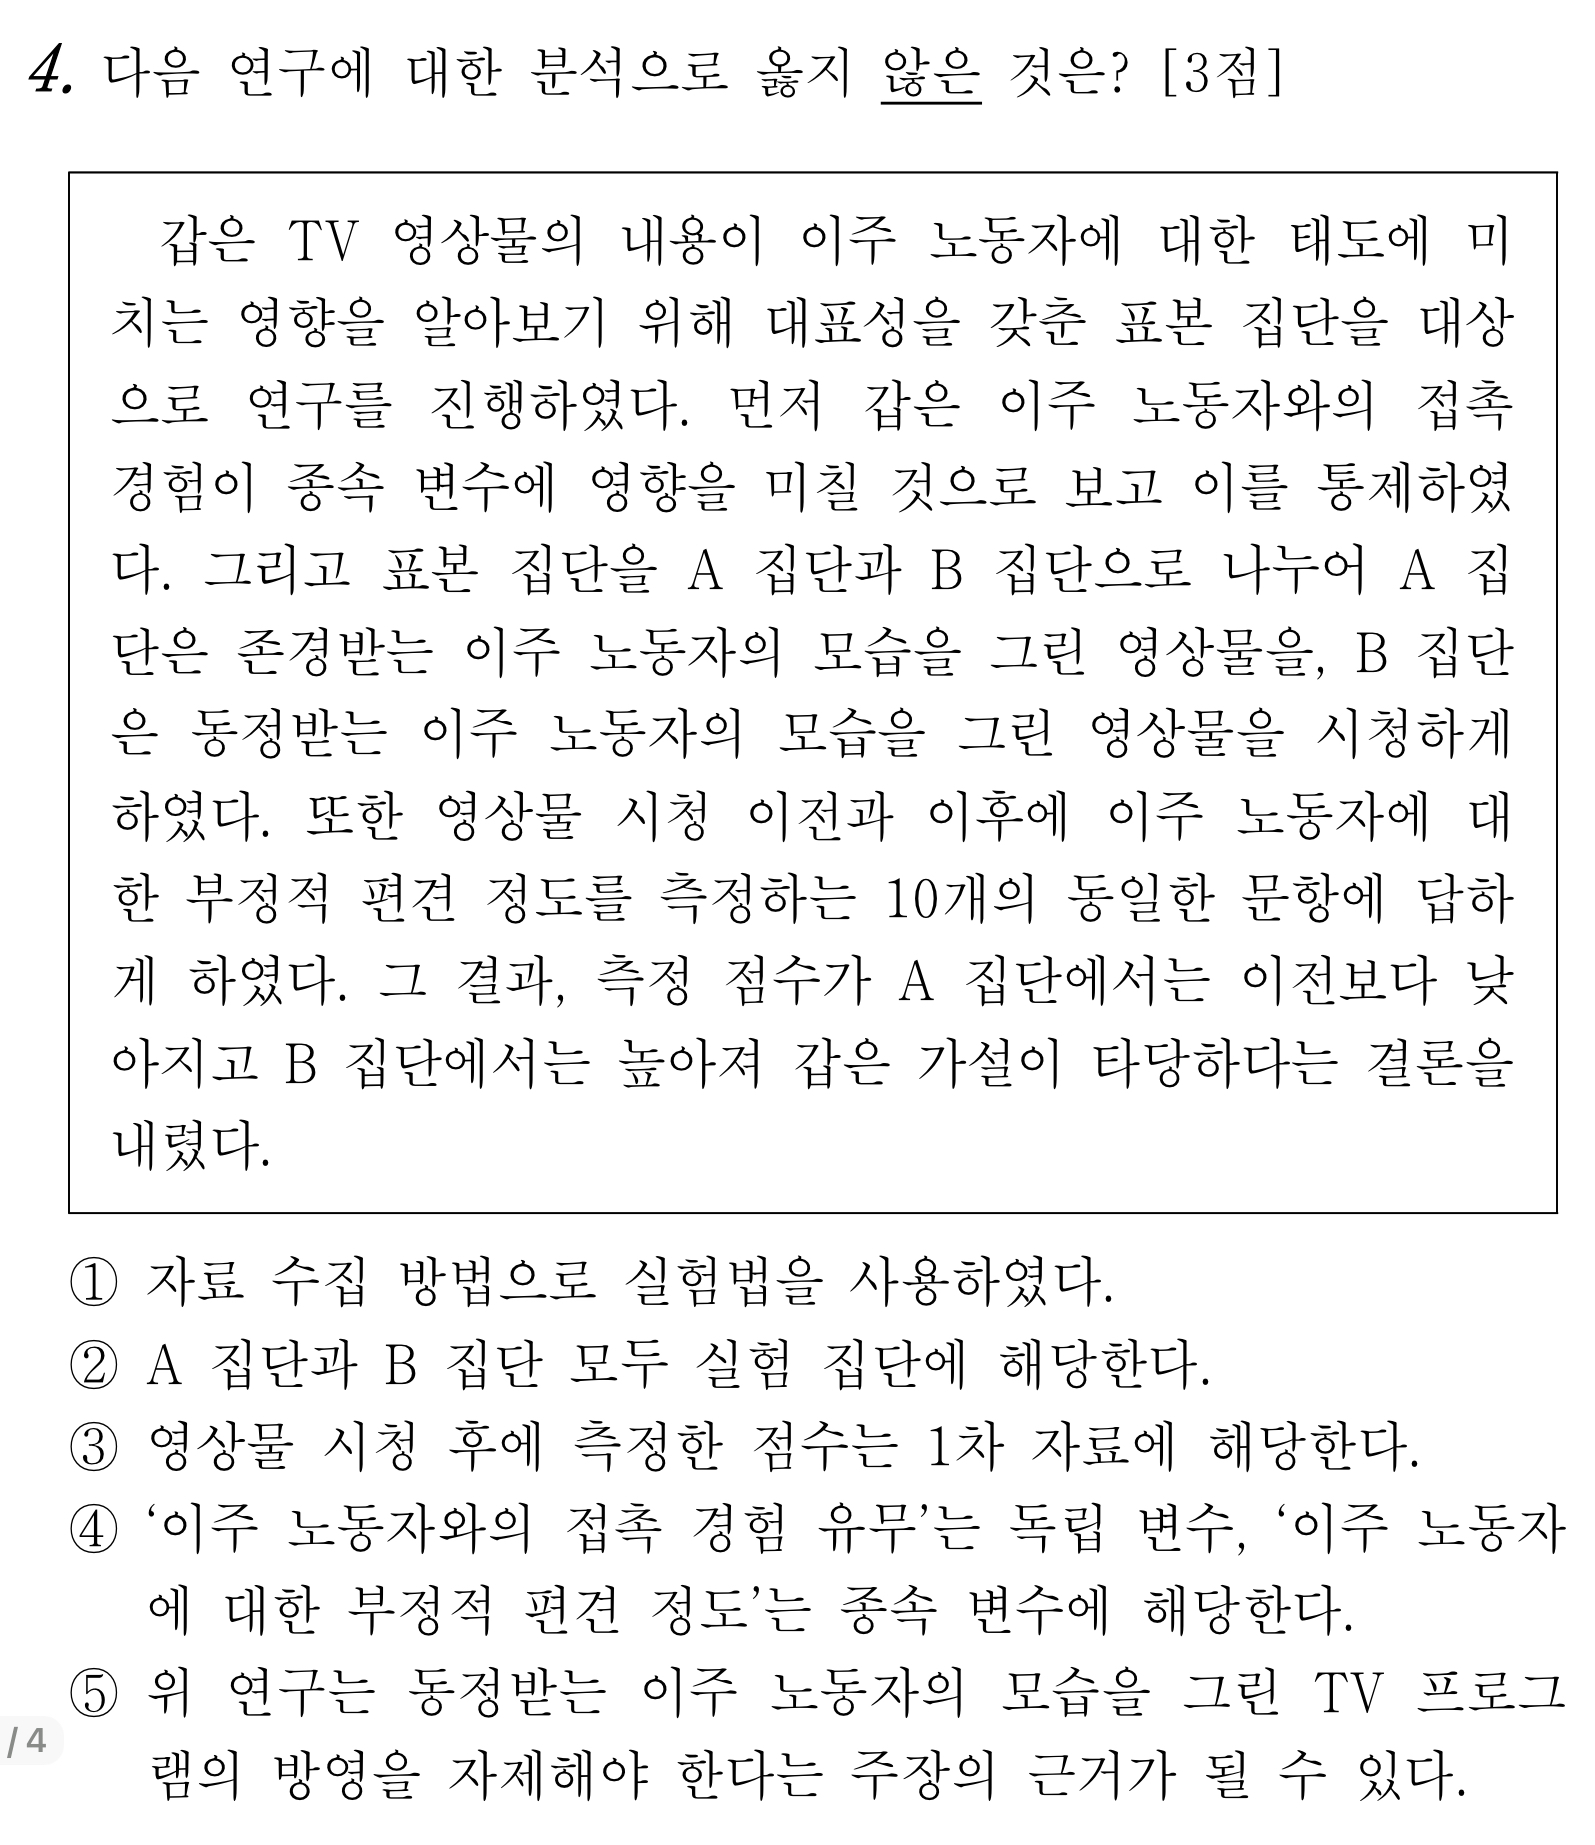 4. 다음 연구에 대한 분석으로 옳지 않은 것은? [3점]
갑은 TV 영상물의 내용이 이주 노동자에 대한 태도에 미
치는 영향을 알아보기 위해 대표성을 갖춘 표본 집단을 대상
으로 연구를 진행하였다. 먼저 갑은 이주 노동자와의 접촉
경험이 종속 변수에 영향을 미칠 것으로 보고 이를 통제하였
다. 그리고 표본 집단을 A 집단과 B 집단으로 나누어 A 집
단은 존경받는 이주 노동자의 모습을 그린 영상물을, B 집단
은 동정받는 이주 노동자의 모습을 그린 영상물을 시청하게
하였다. 또한 영상물 시청 이전과 이후에 이주 노동자에 대
한 부정적 편견 정도를 측정하는 10개의 동일한 문항에 답하
게 하였다. 그 결과, 측정 점수가 A 집단에서는 이전보다 낮
아지고 B 집단에서는 높아져 갑은 가설이 타당하다는 결론을
내렸다.
① 자료 수집 방법으로 실험법을 사용하였다.
② A 집단과 B 집단 모두 실험 집단에 해당한다.
③ 영상물 시청 후에 측정한 점수는 1차 자료에 해당한다.
④ ‘이주 노동자와의 접촉 경험 유무’는 독립 변수, ‘이주 노동자
에 대한 부정적 편견 정도’는 종속 변수에 해당한다.
⑤ 위 연구는 동정받는 이주 노동자의 모습을 그린 TV 프로그
램의 방영을 자제해야 한다는 주장의 근거가 될 수 있다.
/ 4